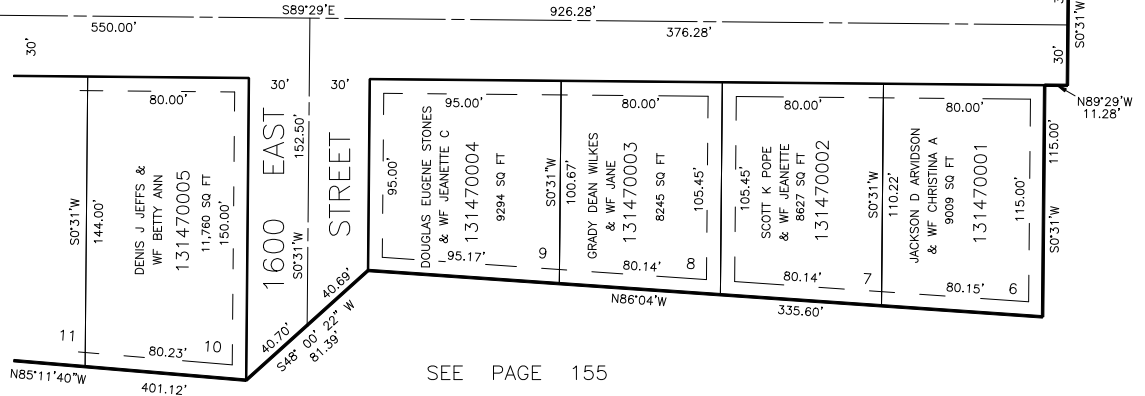 S89°29'E
926.28'
550.00'
376.28'
S0°31'W
30'
30'
30'
30'
N89°29'W
11.28'
80.00'
S0°31'W
144.00'
DENIS J JEFFS &
WF BETTY ANN
131470005
11,760 SQ FT
150.00'
11
80.23'
10
1600 EAST
STREET
152.50'
S0°31'W
40.69'
40.70'
S48° 00' 22" W
81.39'
95.00'
95.00'
DOUGLAS EUGENE STONES
& WF JEANETTE C
131470004
9294 SQ FT
95.17'
9
S0°31'W
100.67'
80.00'
GRADY DEAN WILKES
& WF JANE
131470003
8245 SQ FT
105.45'
80.14'
8
80.00'
105.45'
SCOTT K POPE
& WF JEANETTE
8627 SQ FT
131470002
80.14'
7
S0°31'W
110.22'
80.00'
JACKSON D ARVIDSON
& WF CHRISTINA A
9009 SQ FT
131470001
115.00'
80.15'
6
115.00'
S0°31'W
N86°04'W
335.60'
N85°11'40"W
401.12'
SEE PAGE 155